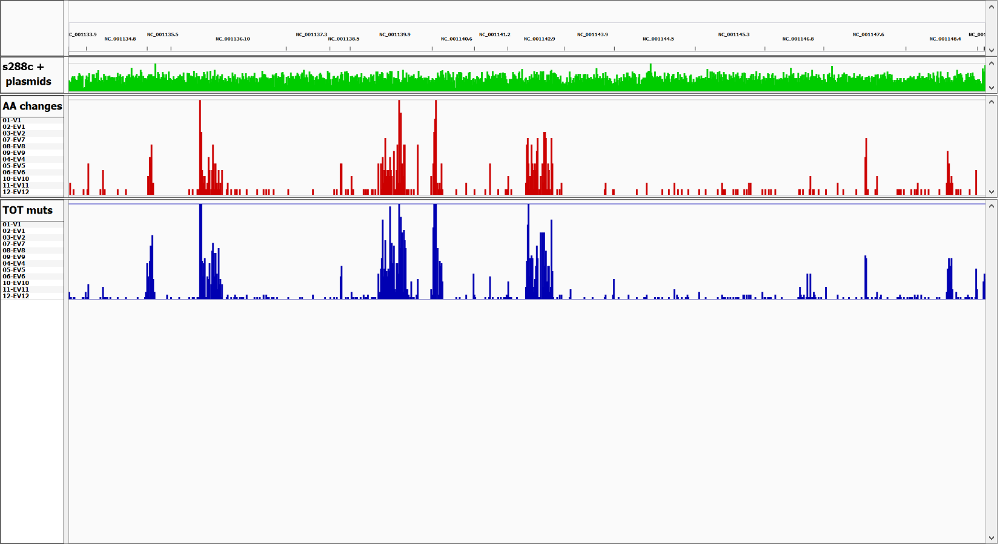 C_001133.9 NC_001135.5 NC_001137.3 NC_001139.9 NC_001141.2 NC_001143.9 NC_001145.3 NC_001147.6 NC_001
NC_001134.8 NC_001136.10 NC_001138.5 NC_001140.6 NC_001142.9 NC_001144.5 NC_001146.8 NC_001148.4
s288c +
plasmids
AA changes
01-V1
02-EV1
03-EV2
07-EV7
08-EV8
09-EV9
04-EV4
05-EV5
06-EV6
10-EV10
11-EV11
12-EV12
TOT muts
01-V1
02-EV1
03-EV2
07-EV7
08-EV8
09-EV9
04-EV4
05-EV5
06-EV6
10-EV10
11-EV11
12-EV12